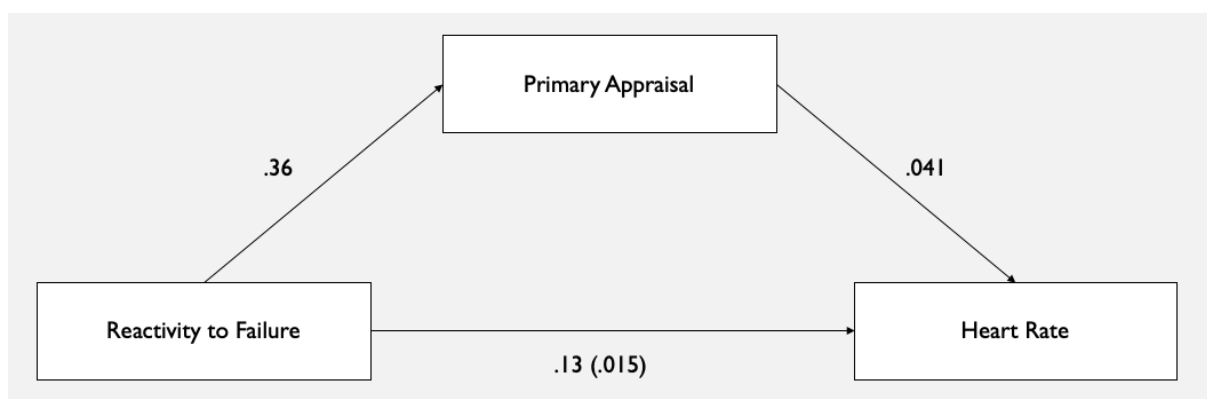 Primary Appraisal
.36
.041
Reactivity to Failure
Heart Rate
.13 (.015)